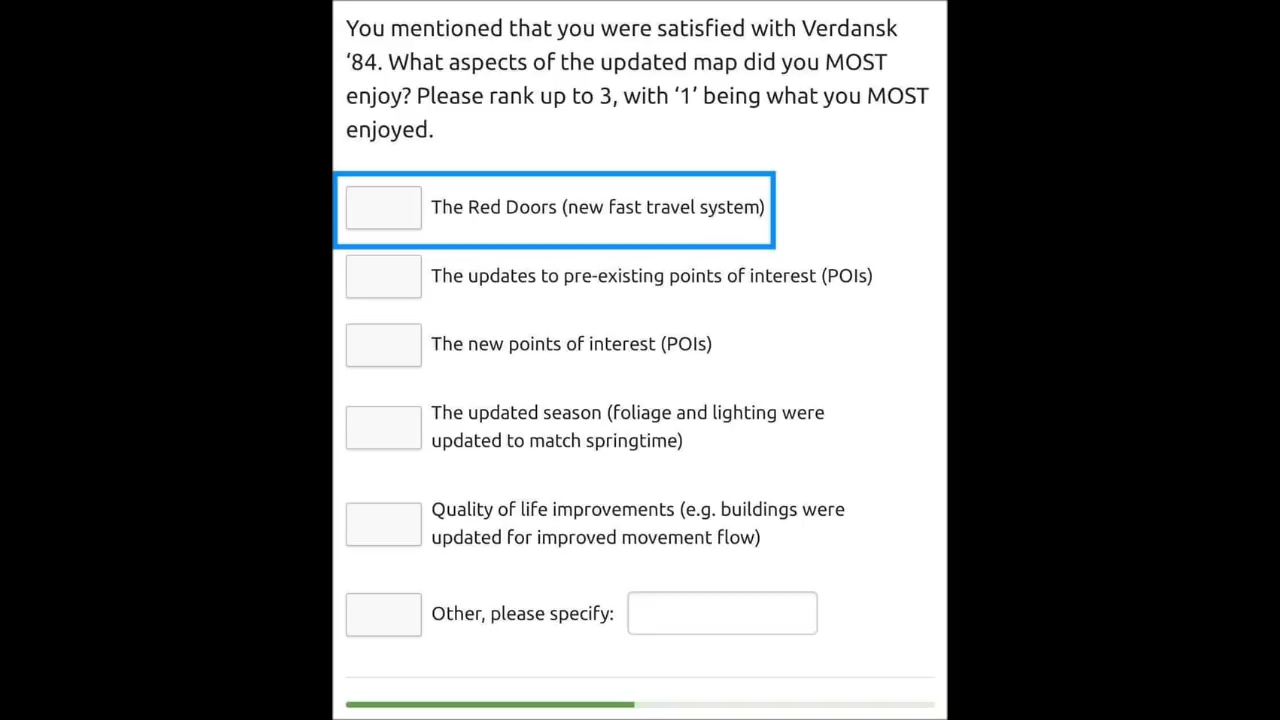 You mentioned that you were satisfied with Verdansk
‘84. What aspects of the updated map did you MOST
enjoy? Please rank up to 3, with ‘1’ being what you MOST
enjoyed.
The Red Doors (new fast travel system)
The updates to pre-existing points of interest (POIs)
The new points of interest (POIs)
The updated season (foliage and lighting were
updated to match springtime)
Quality of life improvements (e.g. buildings were
updated for improved movement flow)
Other, please specify: